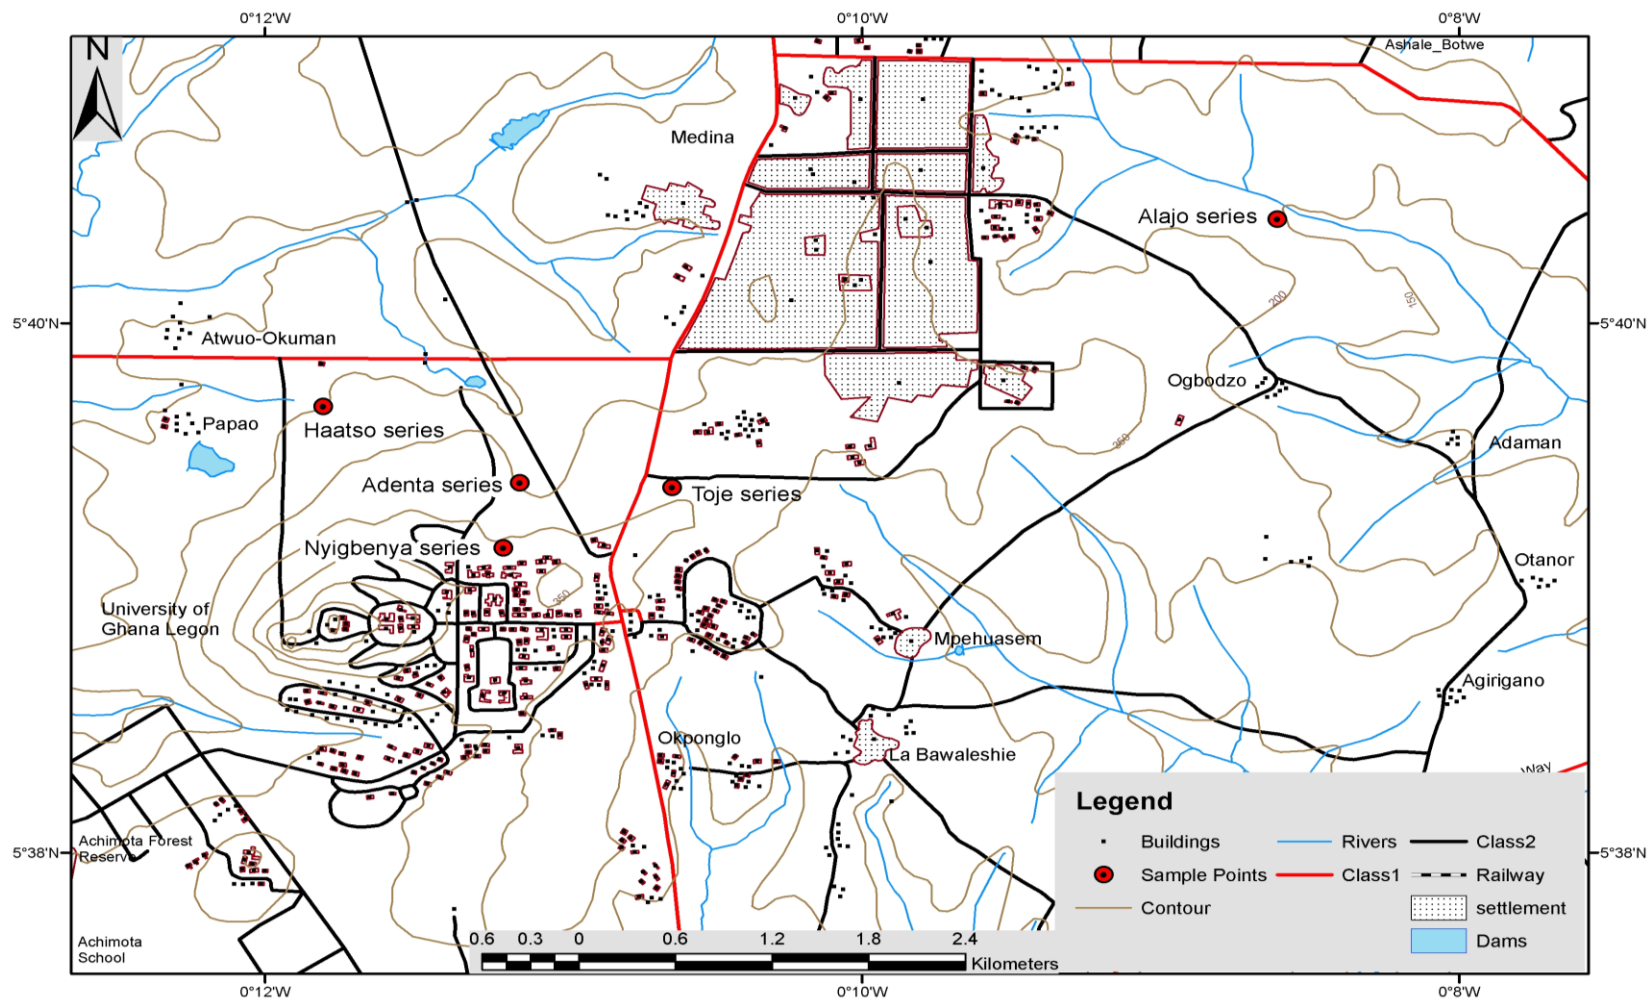 0°12'W
0°10'W
0°8'W
N
Ashale_Botwe
Medina
Alajo series
200
150
5°40'N
5°40'N
Atwuo-Okuman
Ogbodzo
Papao
Haatso series
350
Adaman
Adenta series
Toje series
Nyigbenya series
Otanor
350
University of
Ghana Legon
Mpehuasem
Agirigano
Okponglo
La Bawaleshie
Way
Legend
Buildings
Rivers
Class2
Sample Points
Class1
Railway
Contour
settlement
Dams
Achimota Forest
Reserve
5°38'N
5°38'N
Achimota
School
0.6 0.3 0 0.6 1.2 1.8 2.4
Kilometers
0°12'W
0°10'W
0°8'W